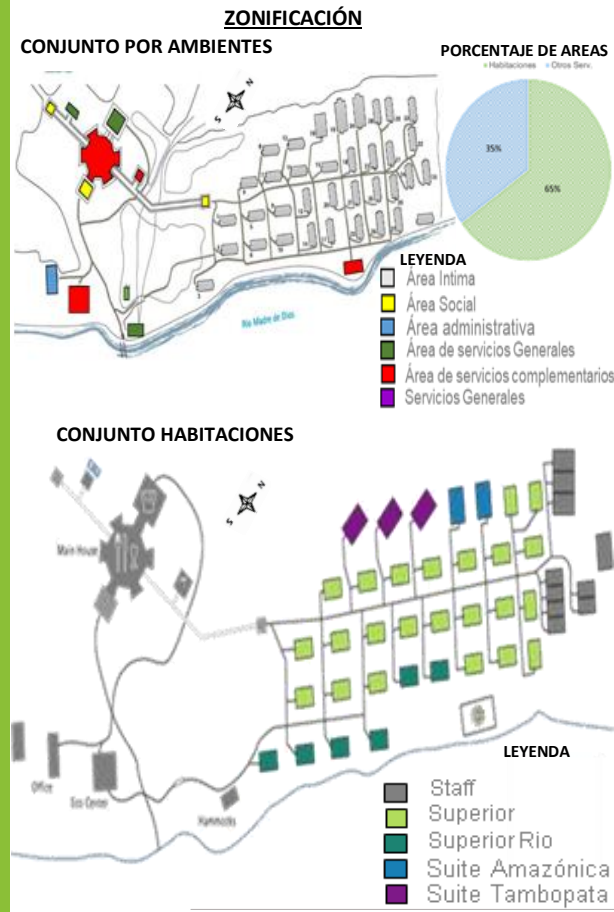 ZONIFICACIÓN
CONJUNTO POR AMBIENTES
PORCENTAJE DE AREAS
Habitaciones
Otros Serv.
N
S
35%
65%
Rio Madre de Dios
LEYENDA
Área Intima
Área Social
Área administrativa
Área de servicios Generales
Área de servicios complementarios
Servicios Generales
CONJUNTO HABITACIONES
N
S
Main House
Office
Eco Center
Hammocks
LEYENDA
Staff
Superior
Superior Rio
Suite Amazónica
Suite Tambopata